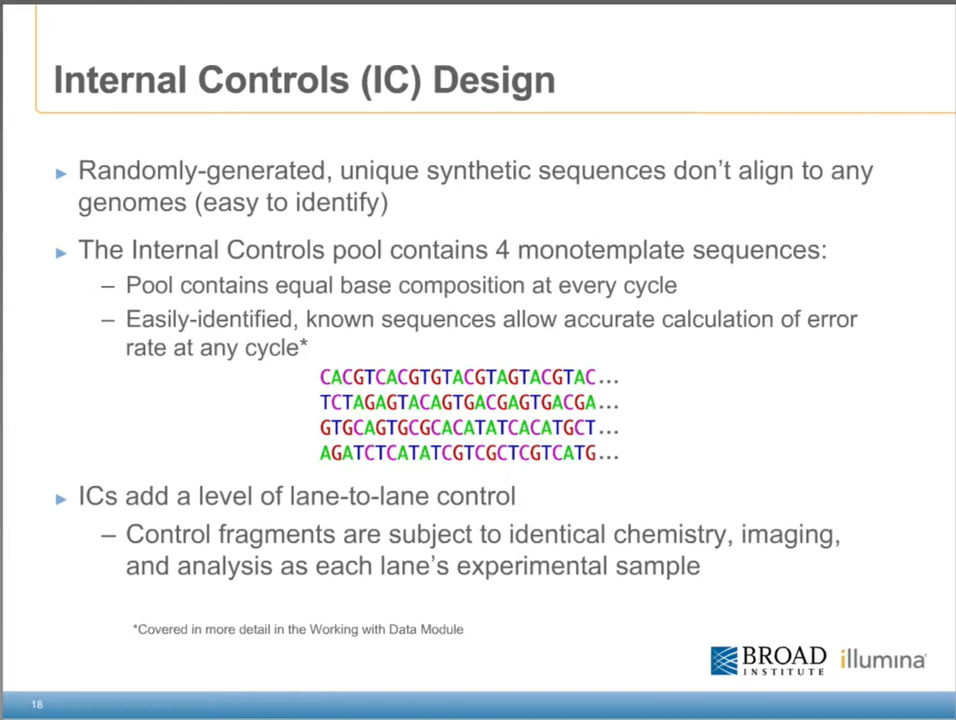 Internal Controls (IC) Design
► Randomly-generated, unique synthetic sequences don’t align to any
genomes (easy to identify)
► The Internal Controls pool contains 4 monotemplate sequences:
– Pool contains equal base composition at every cycle
– Easily-identified, known sequences allow accurate calculation of error
rate at any cycle*
CACGTCACGTGTACGTAGTACGTAC...
TCTAGAGTACAGTGACGAGTGACGA...
GTGCAGTGCGCACATATCACATGCT...
AGATCTCATATCGTCGCTCGTCATG...
► ICs add a level of lane-to-lane control
– Control fragments are subject to identical chemistry, imaging,
and analysis as each lane’s experimental sample
*Covered in more detail in the Working with Data Module
BROAD
INSTITUTE
illumina
18